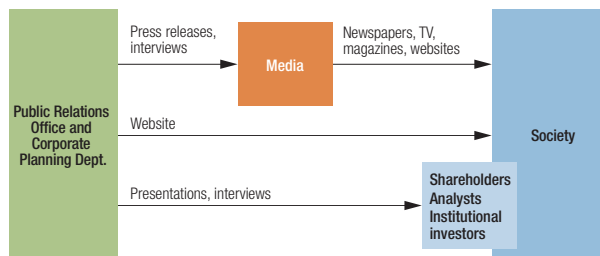 Public Relations
Office and
Corporate
Planning Dept.
Press releases,
interviews
Media
Newspapers, TV,
magazines, websites
Website
Society
Presentations, interviews
Shareholders
Analysts
Institutional
investors